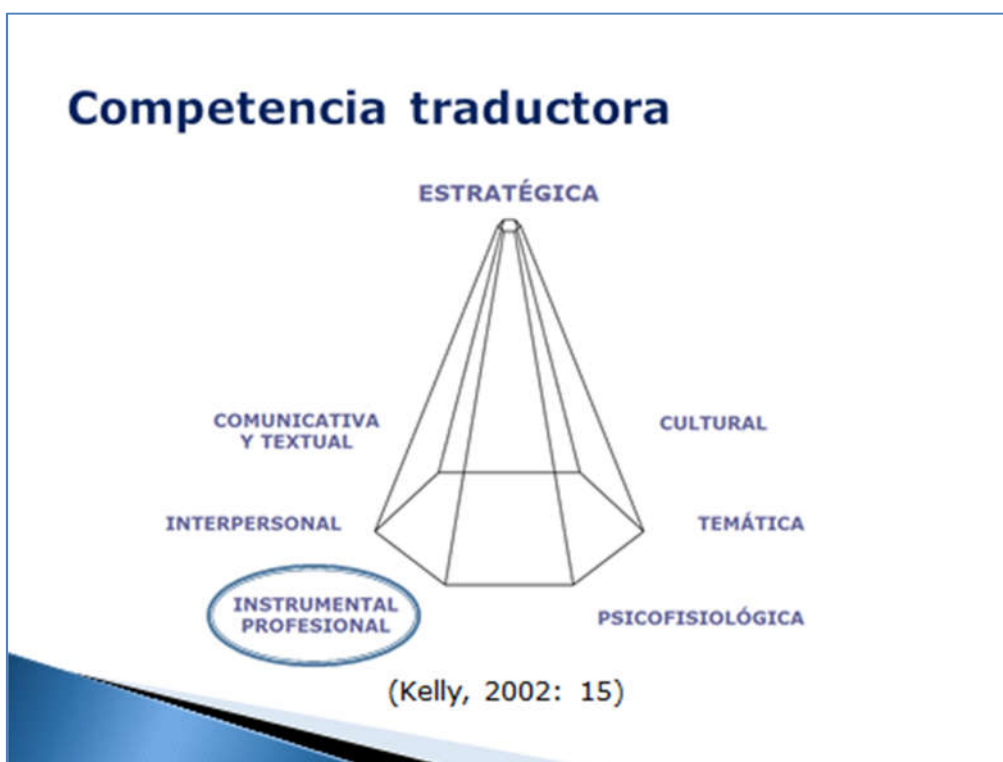 Competencia traductora
ESTRATÉGICA
COMUNICATIVA
Y TEXTUAL
CULTURAL
INTERPERSONAL
TEMÁTICA
INSTRUMENTAL
PROFESIONAL
PSICOFISIOLÓGICA
(Kelly, 2002: 15)